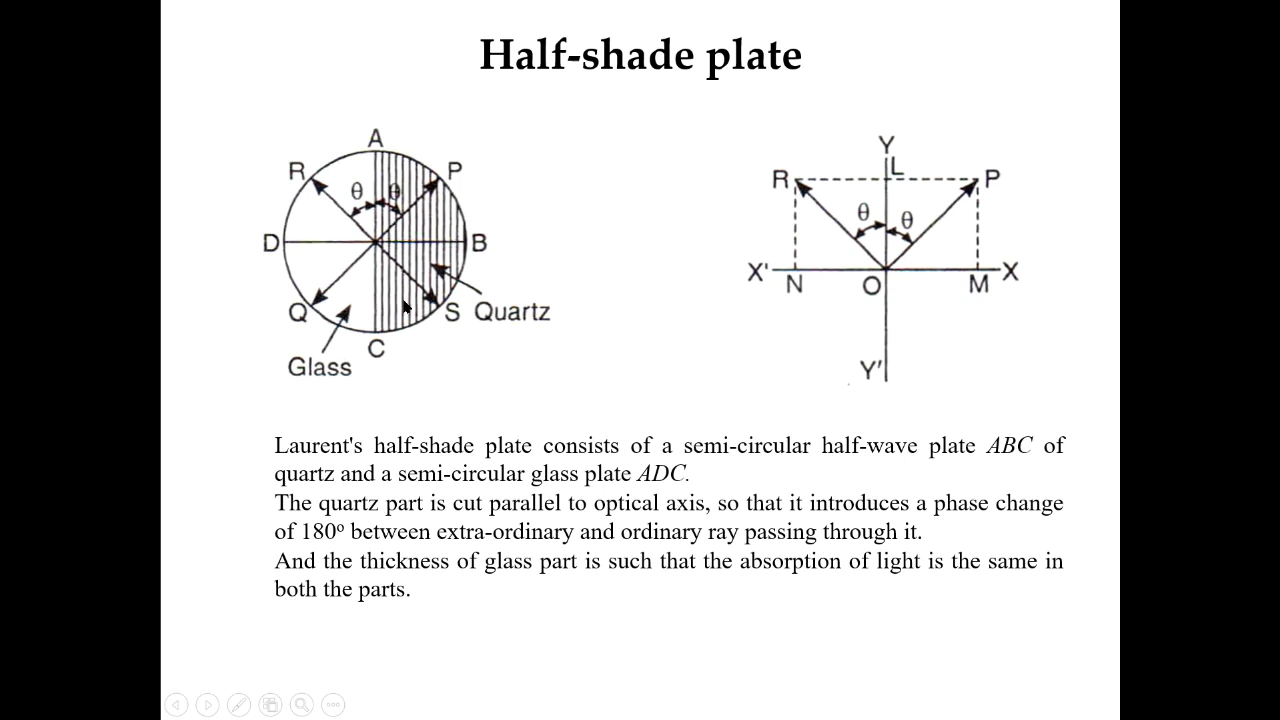 Half-shade plate
A
R
P
θ
θ
D
B
Q
S
Quartz
Glass
C
Y
R
L
P
θ
θ
X'
X
N
O
M
Y'
Laurent's half-shade plate consists of a semi-circular half-wave plate ABC of
quartz and a semi-circular glass plate ADC.
The quartz part is cut parallel to optical axis, so that it introduces a phase change
of 180º between extra-ordinary and ordinary ray passing through it.
And the thickness of glass part is such that the absorption of light is the same in
both the parts.